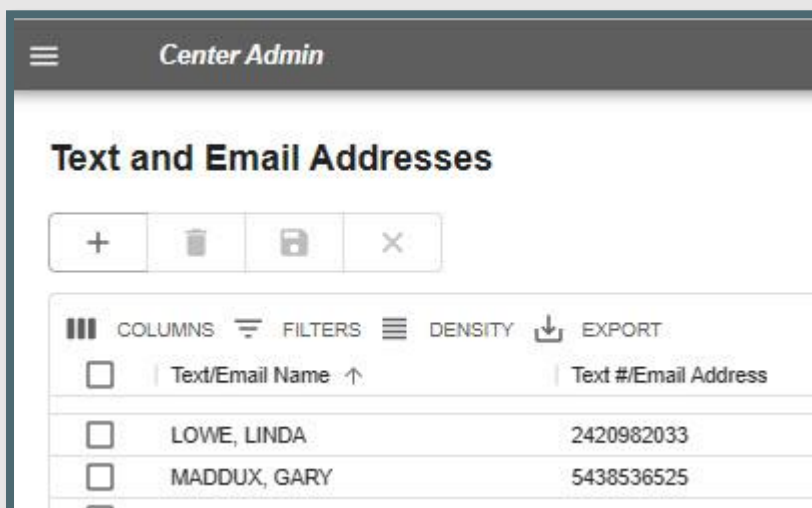 Center Admin
Text and Email Addresses
COLUMNS FILTERS DENSITY EXPORT
Text/Email Name Text #/Email Address
LOWE, LINDA 2420982033
MADDUX, GARY 5438536525